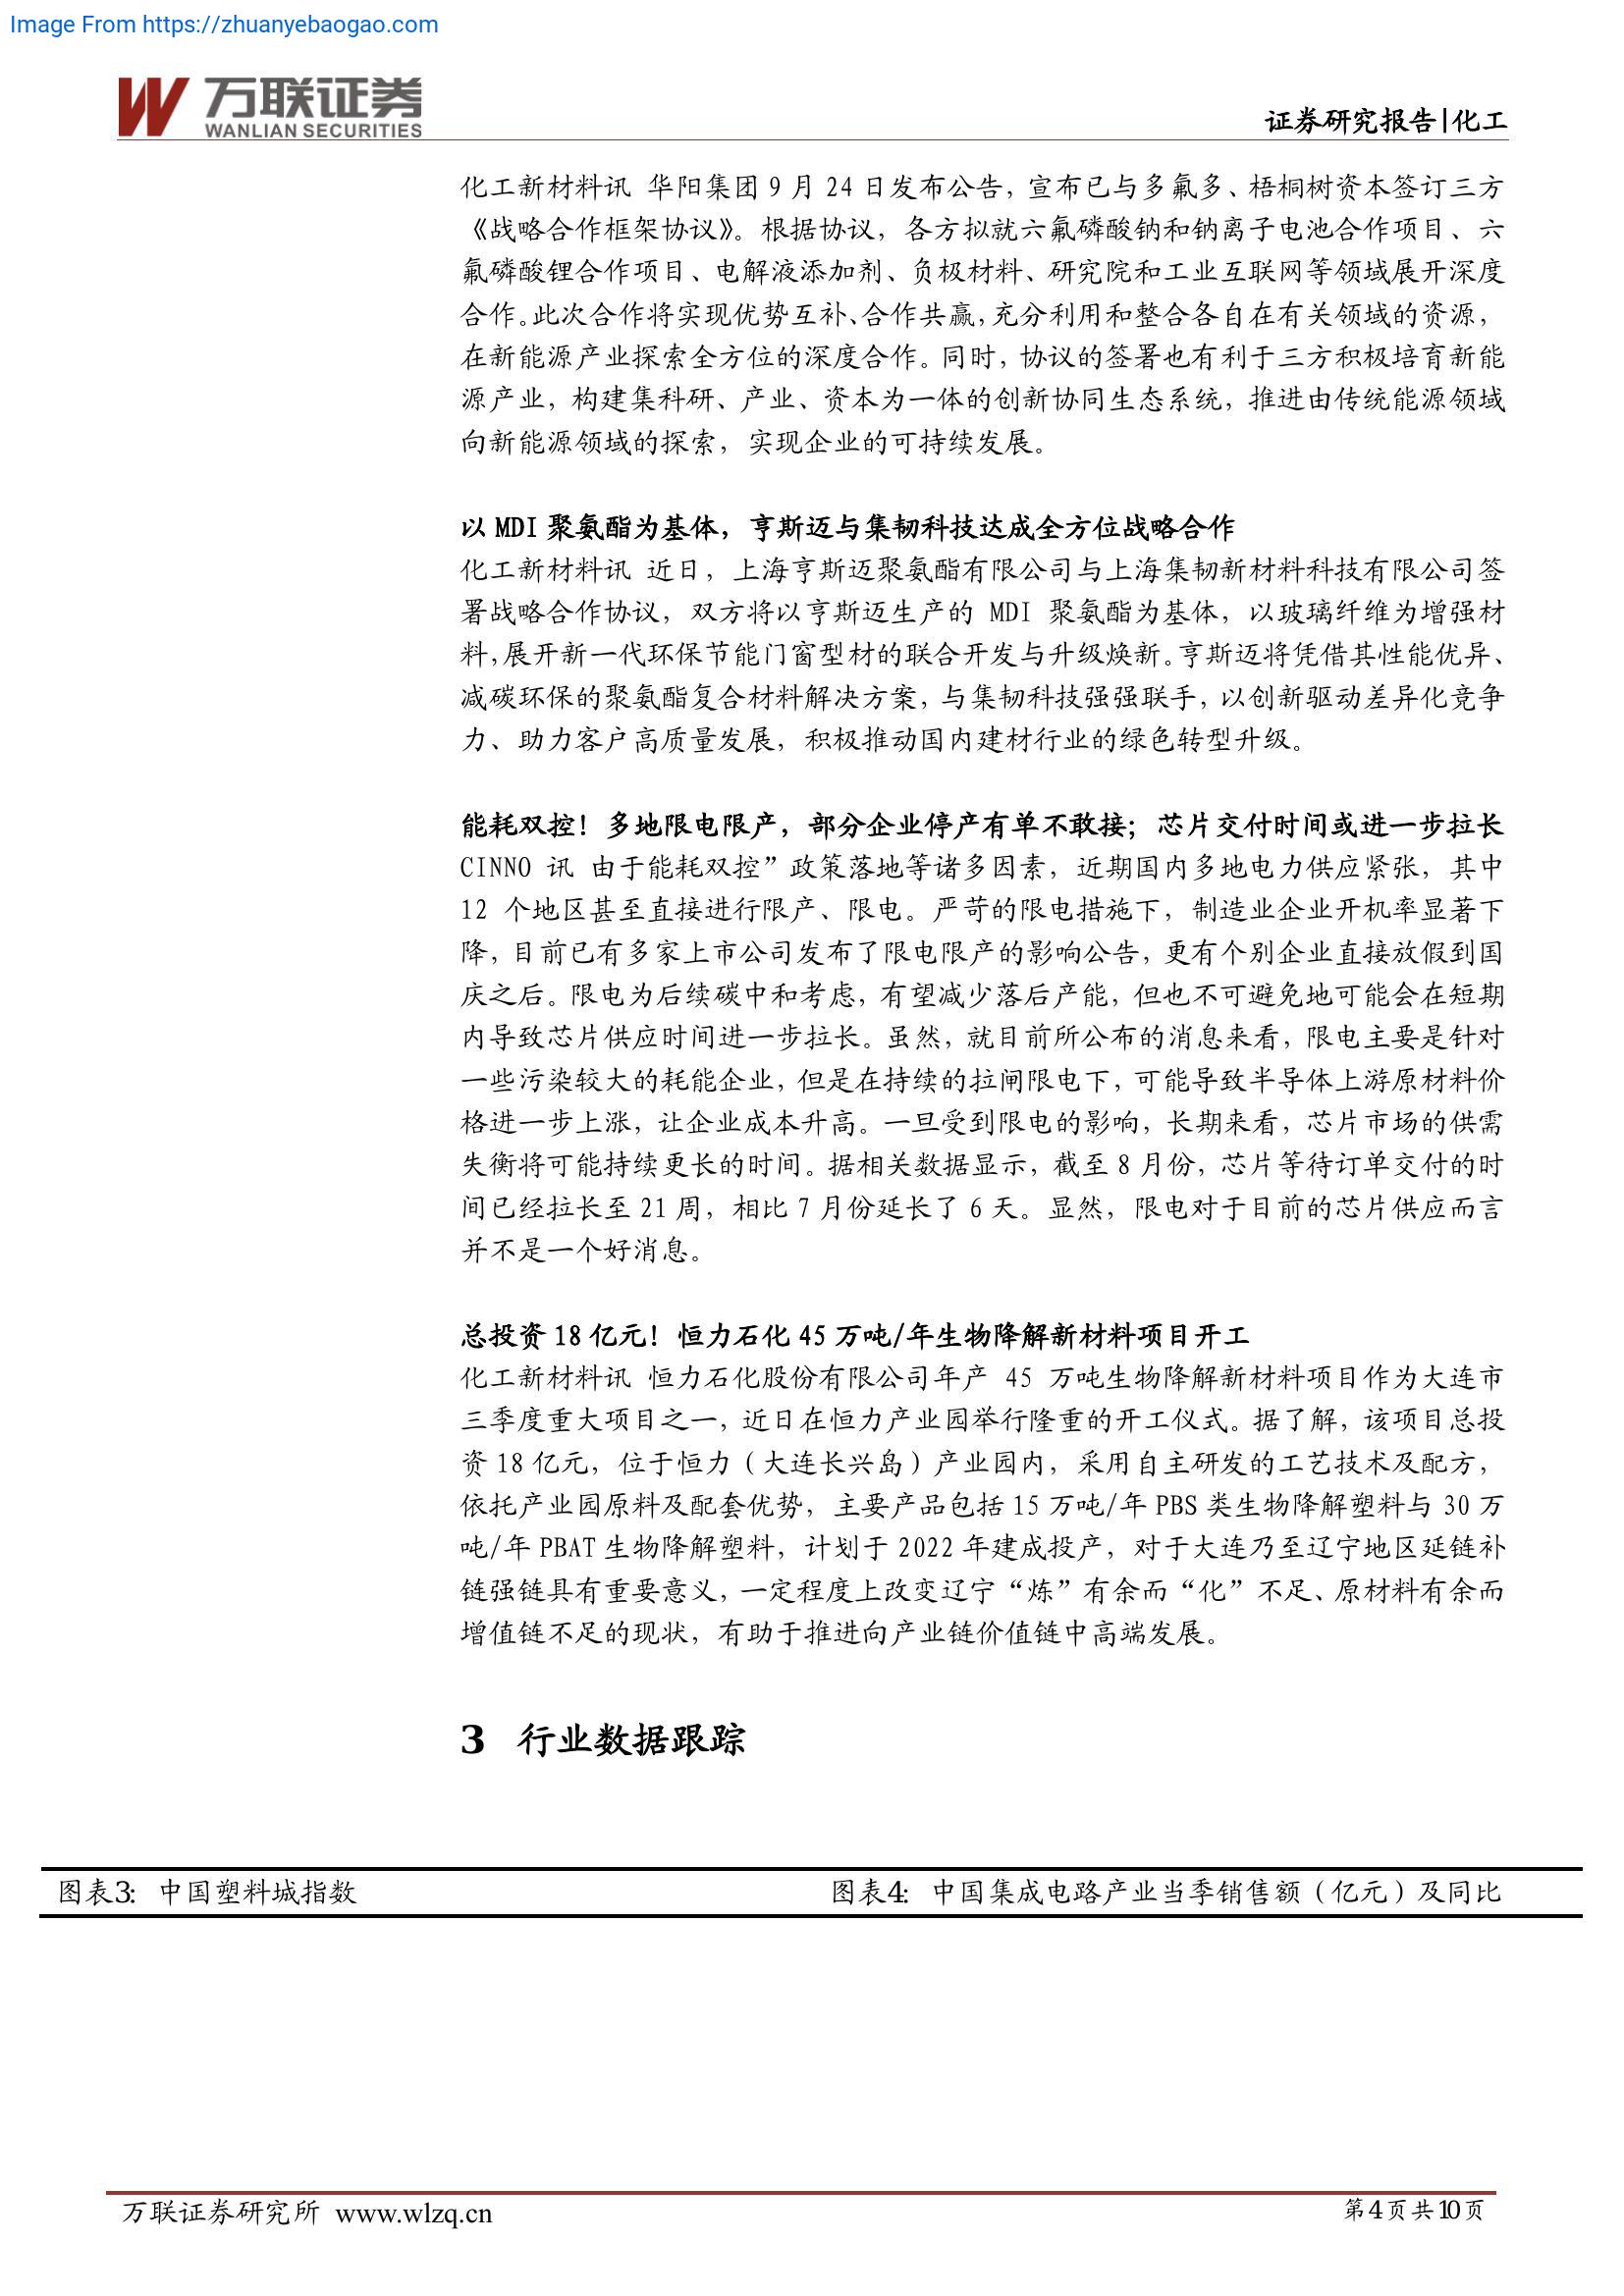 Image From https://zhuanyebaogao.com
万联证券
WANLIAN SECURITIES
证券研究报告|化工
化工新材料讯 华阳集团 9 月 24 日发布公告，宣布已与多氟多、梧桐树资本签订三方
《战略合作框架协议》。根据协议，各方拟就六氟磷酸钠和钠离子电池合作项目、六
氟磷酸锂合作项目、电解液添加剂、负极材料、研究院和工业互联网等领域展开深度
合作。此次合作将实现优势互补、合作共赢，充分利用和整合各自在有关领域的资源，
在新能源产业探索全方位的深度合作。同时，协议的签署也有利于三方积极培育新能
源产业，构建集科研、产业、资本为一体的创新协同生态系统，推进由传统能源领域
向新能源领域的探索，实现企业的可持续发展。
以 MDI 聚氨酯为基体，亨斯迈与集韧科技达成全方位战略合作
化工新材料讯 近日，上海亨斯迈聚氨酯有限公司与上海集韧新材料科技有限公司签
署战略合作协议，双方将以亨斯迈生产的 MDI 聚氨酯为基体，以玻璃纤维为增强材
料，展开新一代环保节能门窗型材的联合开发与升级焕新。亨斯迈将凭借其性能优异、
减碳环保的聚氨酯复合材料解决方案，与集韧科技强强联手，以创新驱动差异化竞争
力、助力客户高质量发展，积极推动国内建材行业的绿色转型升级。
能耗双控！多地限电限产，部分企业停产有单不敢接；芯片交付时间或进一步拉长
CINNO 讯 由于能耗双控”政策落地等诸多因素，近期国内多地电力供应紧张，其中
12 个地区甚至直接进行限产、限电。严苛的限电措施下，制造业企业开机率显著下
降，目前已有多家上市公司发布了限电限产的影响公告，更有个别企业直接放假到国
庆之后。限电为后续碳中和考虑，有望减少落后产能，但也不可避免地可能会在短期
内导致芯片供应时间进一步拉长。虽然，就目前所公布的消息来看，限电主要是针对
一些污染较大的耗能企业，但是在持续的拉闸限电下，可能导致半导体上游原材料价
格进一步上涨，让企业成本升高。一旦受到限电的影响，长期来看，芯片市场的供需
失衡将可能持续更长的时间。据相关数据显示，截至 8 月份，芯片等待订单交付的时
间已经拉长至 21 周，相比 7 月份延长了 6 天。显然，限电对于目前的芯片供应而言
并不是一个好消息。
总投资 18 亿元！恒力石化 45 万吨/年生物降解新材料项目开工
化工新材料讯 恒力石化股份有限公司年产 45 万吨生物降解新材料项目作为大连市
三季度重大项目之一，近日在恒力产业园举行隆重的开工仪式。据了解，该项目总投
资 18 亿元，位于恒力（大连长兴岛）产业园内，采用自主研发的工艺技术及配方，
依托产业园原料及配套优势，主要产品包括 15 万吨/年 PBS 类生物降解塑料与 30 万
吨/年 PBAT 生物降解塑料，计划于 2022 年建成投产，对于大连乃至辽宁地区延链补
链强链具有重要意义，一定程度上改变辽宁“炼”有余而“化”不足、原材料有余而
增值链不足的现状，有助于推进向产业链价值链中高端发展。
3 行业数据跟踪
图表3: 中国塑料城指数
图表4: 中国集成电路产业当季销售额（亿元）及同比
万联证券研究所 www.wlzq.cn
第4页共10页